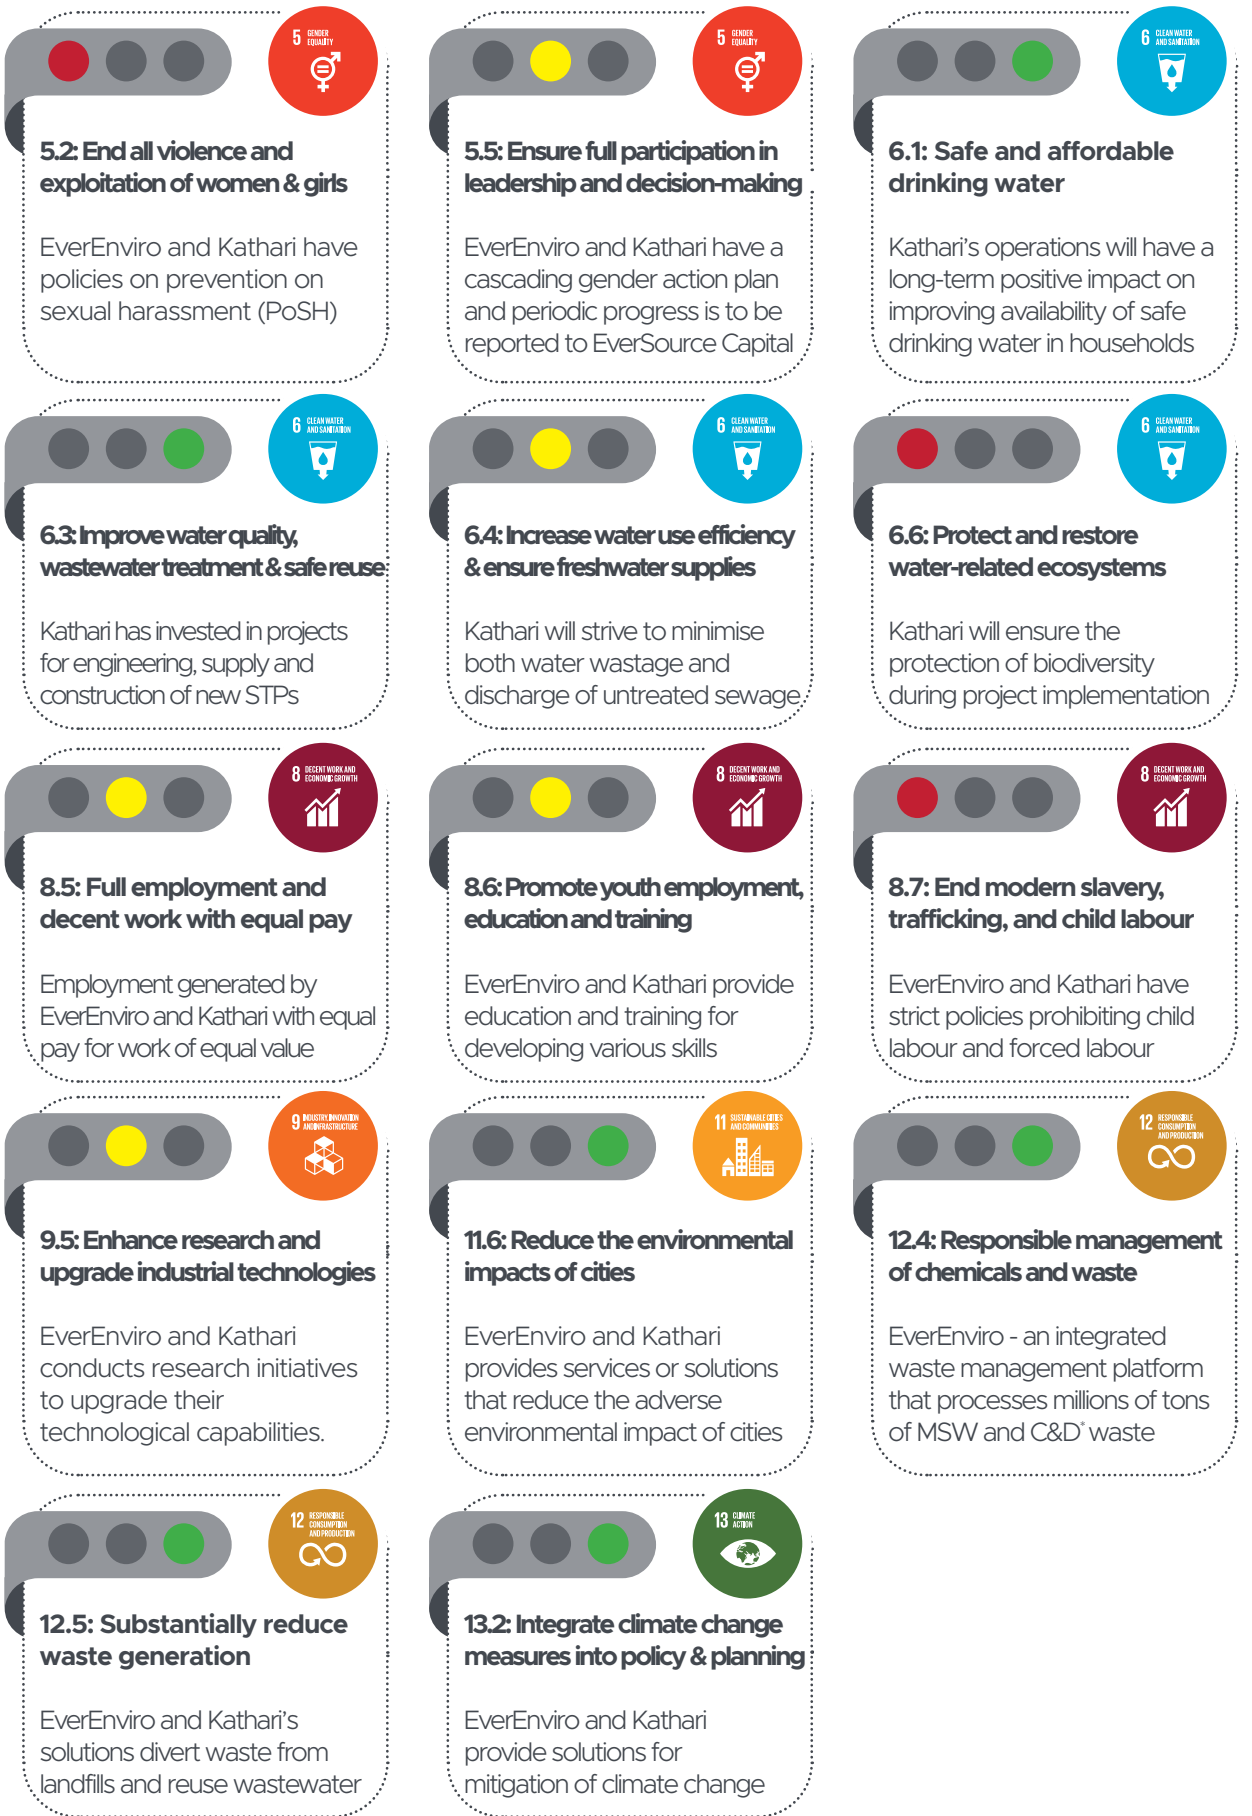 5 GENDER
EQUALITY
5.2: End all violence and
exploitation of women & girls
EverEnviro and Kathari have
policies on prevention on
sexual harassment (PoSH)
5 GENDER
EQUALITY
5.5: Ensure full participation in
leadership and decision-making
EverEnviro and Kathari have a
cascading gender action plan
and periodic progress is to be
reported to EverSource Capital
6 CLEAN WATER
AND SANITATION
6.1: Safe and affordable
drinking water
Kathari's operations will have a
long-term positive impact on
improving availability of safe
drinking water in households
6 CLEAN WATER
AND SANITATION
6.3: Improve water quality,
wastewater treatment & safe reuse
Kathari has invested in projects
for engineering, supply and
construction of new STPs
6 CLEAN WATER
AND SANITATION
6.4: Increase water use efficiency
& ensure freshwater supplies
Kathari will strive to minimise
both water wastage and
discharge of untreated sewage
6 CLEAN WATER
AND SANITATION
6.6: Protect and restore
water-related ecosystems
Kathari will ensure the
protection of biodiversity
during project implementation
8 DECENT WORK AND
ECONOMIC GROWTH
8.5: Full employment and
decent work with equal pay
Employment generated by
EverEnviro and Kathari with equal
pay for work of equal value
8 DECENT WORK AND
ECONOMIC GROWTH
8.6: Promote youth employment,
education and training
EverEnviro and Kathari provide
education and training for
developing various skills
8 DECENT WORK AND
ECONOMIC GROWTH
8.7: End modern slavery,
trafficking, and child labour
EverEnviro and Kathari have
strict policies prohibiting child
labour and forced labour
9 INDUSTRY, INNOVATION
AND INFRASTRUCTURE
9.5: Enhance research and
upgrade industrial technologies
EverEnviro and Kathari
conducts research initiatives
to upgrade their
technological capabilities.
11 SUSTAINABLE CITIES
AND COMMUNITIES
11.6: Reduce the environmental
impacts of cities
EverEnviro and Kathari
provides services or solutions
that reduce the adverse
environmental impact of cities
12 RESPONSIBLE
CONSUMPTION
AND PRODUCTION
12.4: Responsible management
of chemicals and waste
EverEnviro - an integrated
waste management platform
that processes millions of tons
of MSW and C&D* waste
12 RESPONSIBLE
CONSUMPTION
AND PRODUCTION
12.5: Substantially reduce
waste generation
EverEnviro and Kathari's
solutions divert waste from
landfills and reuse wastewater
13 CLIMATE
ACTION
13.2: Integrate climate change
measures into policy & planning
EverEnviro and Kathari
provide solutions for
mitigation of climate change